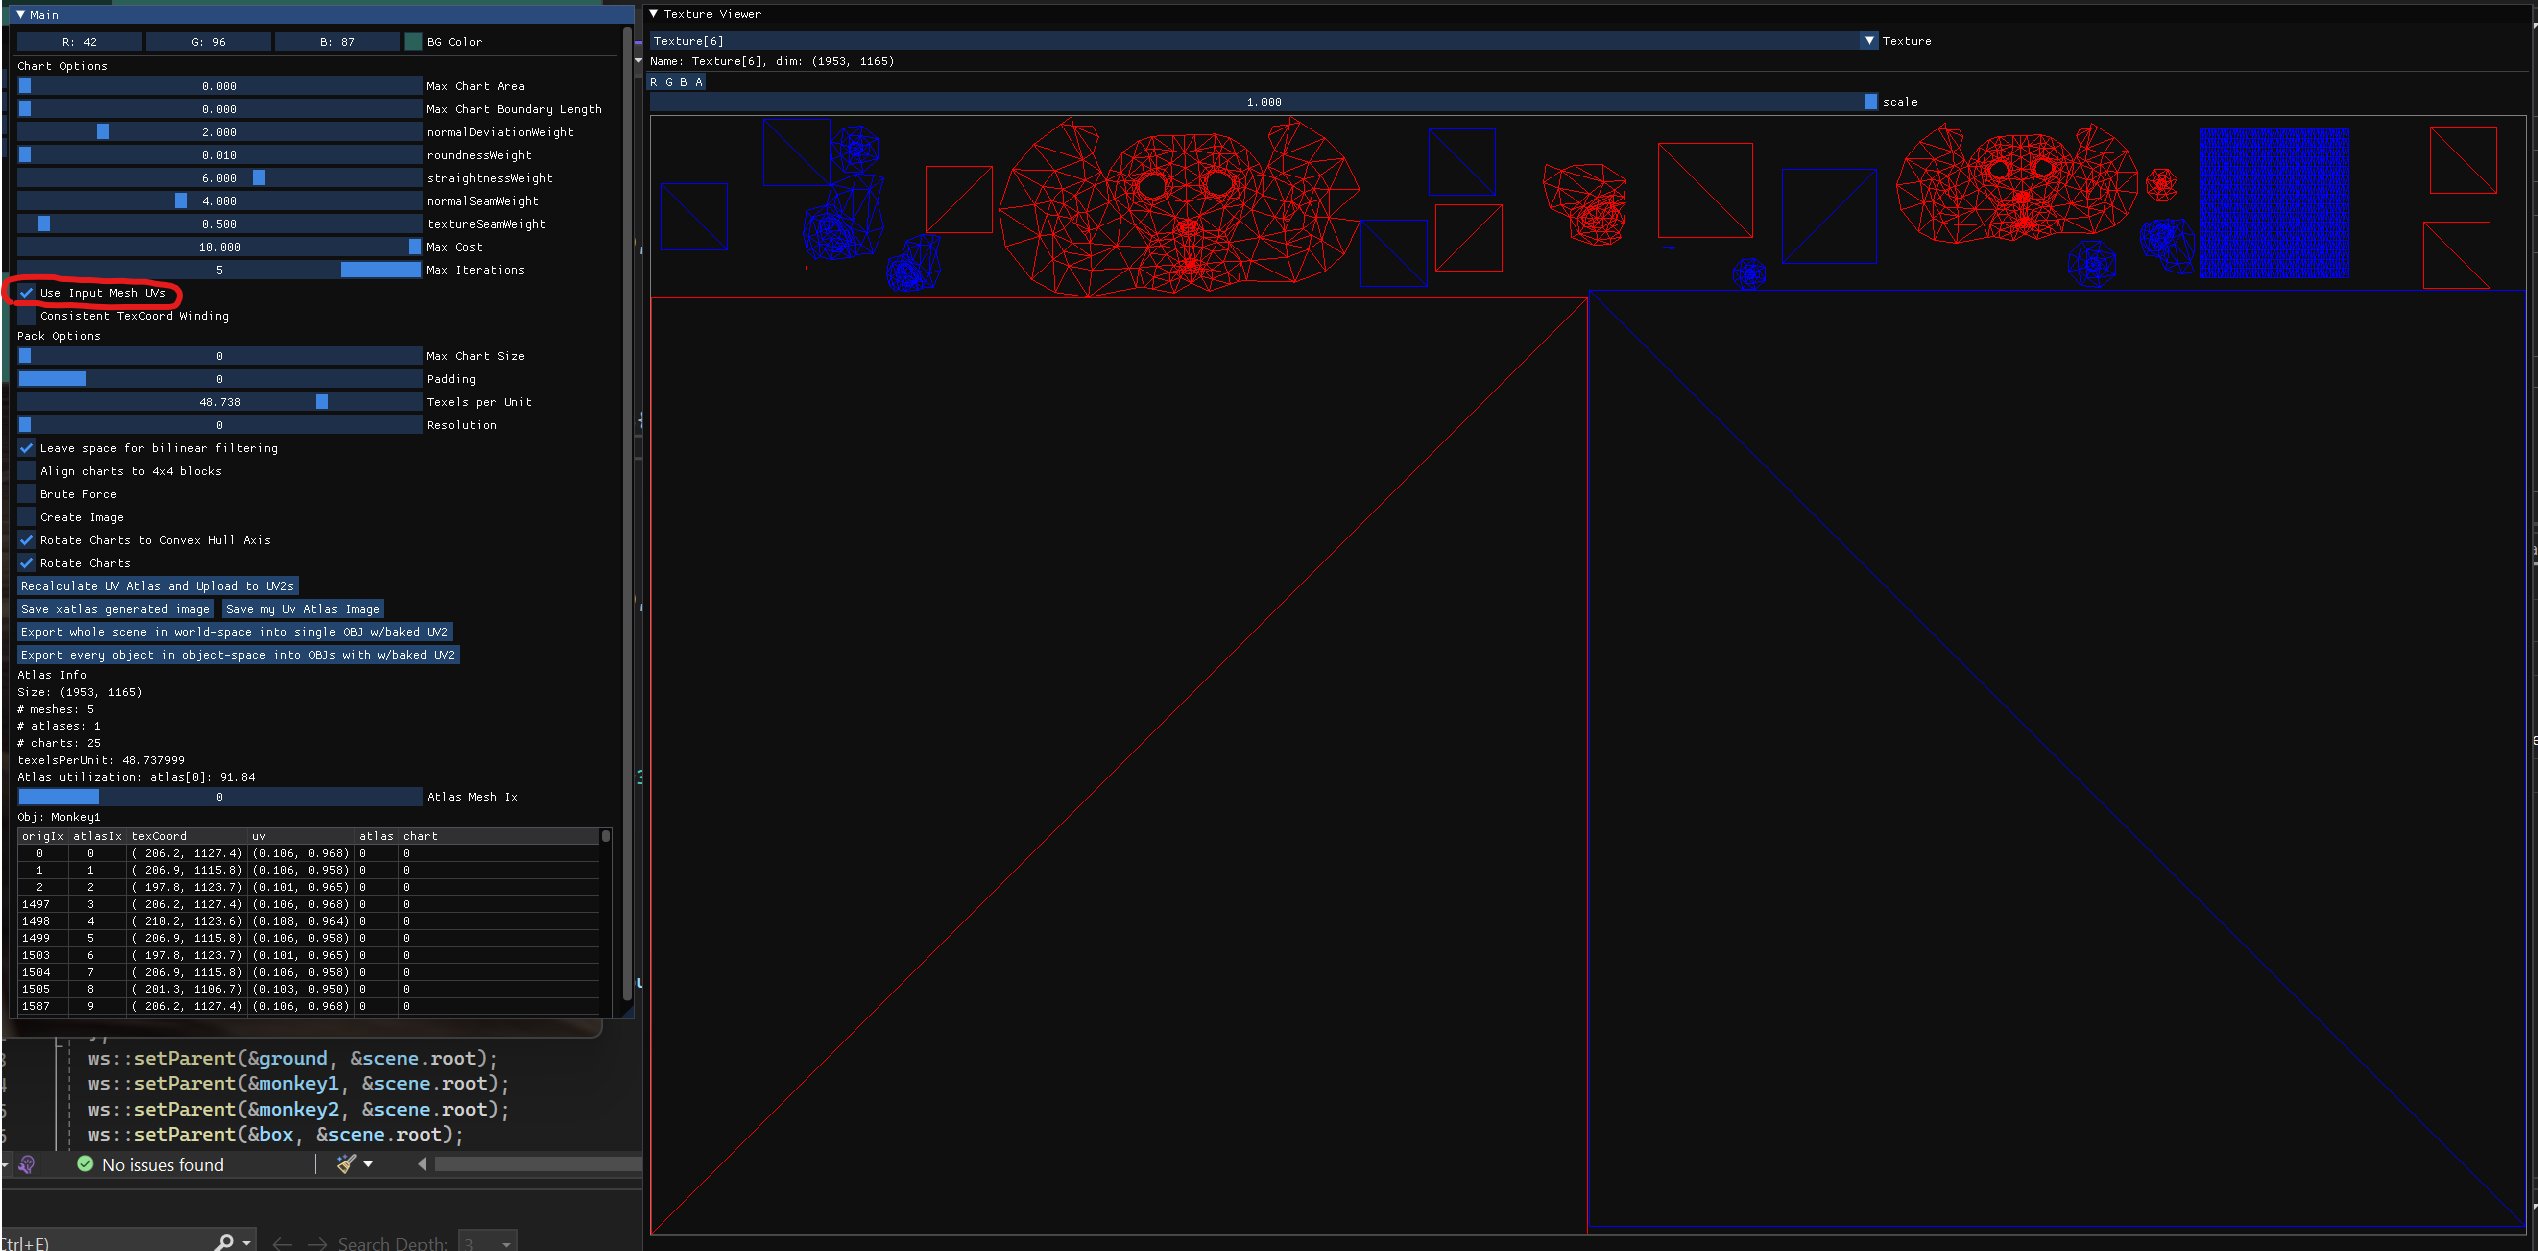 Main
R: 42 G: 96 B: 87 BG Color
Chart Options
0.000 Max Chart Area
0.000 Max Chart Boundary Length
2.000 normalDeviationWeight
0.010 roundnessWeight
6.000 straightnessWeight
4.000 normalSeamWeight
0.500 textureSeamWeight
10.000 Max Cost
5 Max Iterations
Use Input Mesh UVs
Consistent TexCoord Winding
Pack Options
0 Max Chart Size
0 Padding
48.738 Texels per Unit
0 Resolution
Leave space for bilinear filtering
Align charts to 4x4 blocks
Brute Force
Create Image
Rotate Charts to Convex Hull Axis
Rotate Charts
Recalculate UV Atlas and Upload to UV2s
Save xatlas generated image Save my Uv Atlas Image
Export whole scene in world-space into single OBJ w/baked UV2
Export every object in object-space into OBJs with w/baked UV2
Atlas Info
Size: (1953, 1165)
# meshes: 5
# atlases: 1
# charts: 25
texelsPerUnit: 48.737999
Atlas utilization: atlas[0]: 91.84
0 Atlas Mesh Ix
Obj: Monkey1
origIx atlasIx texCoord uv atlas chart
0 0 ( 206.2, 1127.4) (0.106, 0.968) 0 0
1 1 ( 206.9, 1115.8) (0.106, 0.958) 0 0
2 2 ( 197.8, 1123.7) (0.101, 0.965) 0 0
1497 3 ( 206.2, 1127.4) (0.106, 0.968) 0 0
1498 4 ( 210.2, 1123.6) (0.108, 0.964) 0 0
1499 5 ( 206.9, 1115.8) (0.106, 0.958) 0 0
1503 6 ( 197.8, 1123.7) (0.101, 0.965) 0 0
1504 7 ( 206.9, 1115.8) (0.106, 0.958) 0 0
1505 8 ( 201.3, 1106.7) (0.103, 0.950) 0 0
1587 9 ( 206.2, 1127.4) (0.106, 0.968) 0 0
ws::setParent(&ground, &scene.root);
ws::setParent(&monkey1, &scene.root);
ws::setParent(&monkey2, &scene.root);
ws::setParent(&box, &scene.root);
No issues found
Ctrl+E)
Search Depth: 3
Texture Viewer
Texture[6] Texture
Name: Texture[6], dim: (1953, 1165)
R G B A
1.000 scale